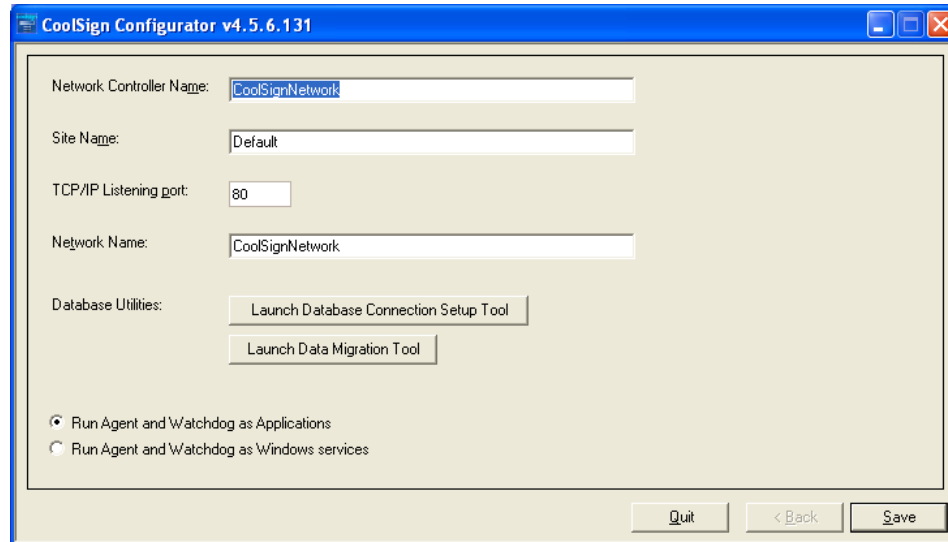 CoolSign Configurator v4.5.6.131
Network Controller Name: CoolSignNetwork
Site Name: Default
TCP/IP Listening port: 80
Network Name: CoolSignNetwork
Database Utilities: Launch Database Connection Setup Tool
Launch Data Migration Tool
Run Agent and Watchdog as Applications
Run Agent and Watchdog as Windows services
Quit < Back Save